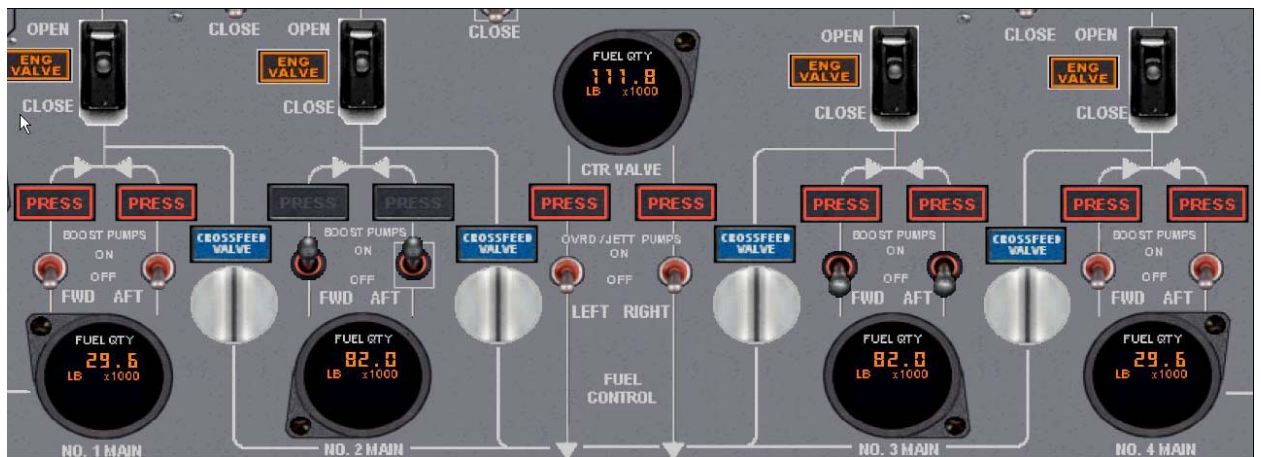 OPEN
CLOSE
OPEN
CLOSE
OPEN
CLOSE
OPEN
ENG
VALVE
ENG
VALVE
FUEL QTY
111.8
LB x1000
ENG
VALVE
ENG
VALVE
CLOSE
CLOSE
CLOSE
CLOSE
CTR VALVE
PRESS
PRESS
PRESS
PRESS
PRESS
PRESS
PRESS
PRESS
PRESS
PRESS
BOOST PUMPS
ON
OFF
FWD AFT
CROSSFEED
VALVE
BOOST PUMPS
ON
OFF
FWD AFT
CROSSFEED
VALVE
OVRD/JETT PUMPS
ON
OFF
LEFT RIGHT
CROSSFEED
VALVE
BOOST PUMPS
ON
OFF
FWD AFT
CROSSFEED
VALVE
BOOST PUMPS
ON
OFF
FWD AFT
FUEL QTY
29.6
LB x1000
FUEL QTY
82.0
LB x1000
FUEL
CONTROL
FUEL QTY
82.0
LB x1000
FUEL QTY
29.6
LB x1000
NO. 1 MAIN
NO. 2 MAIN
NO. 3 MAIN
NO. 4 MAIN